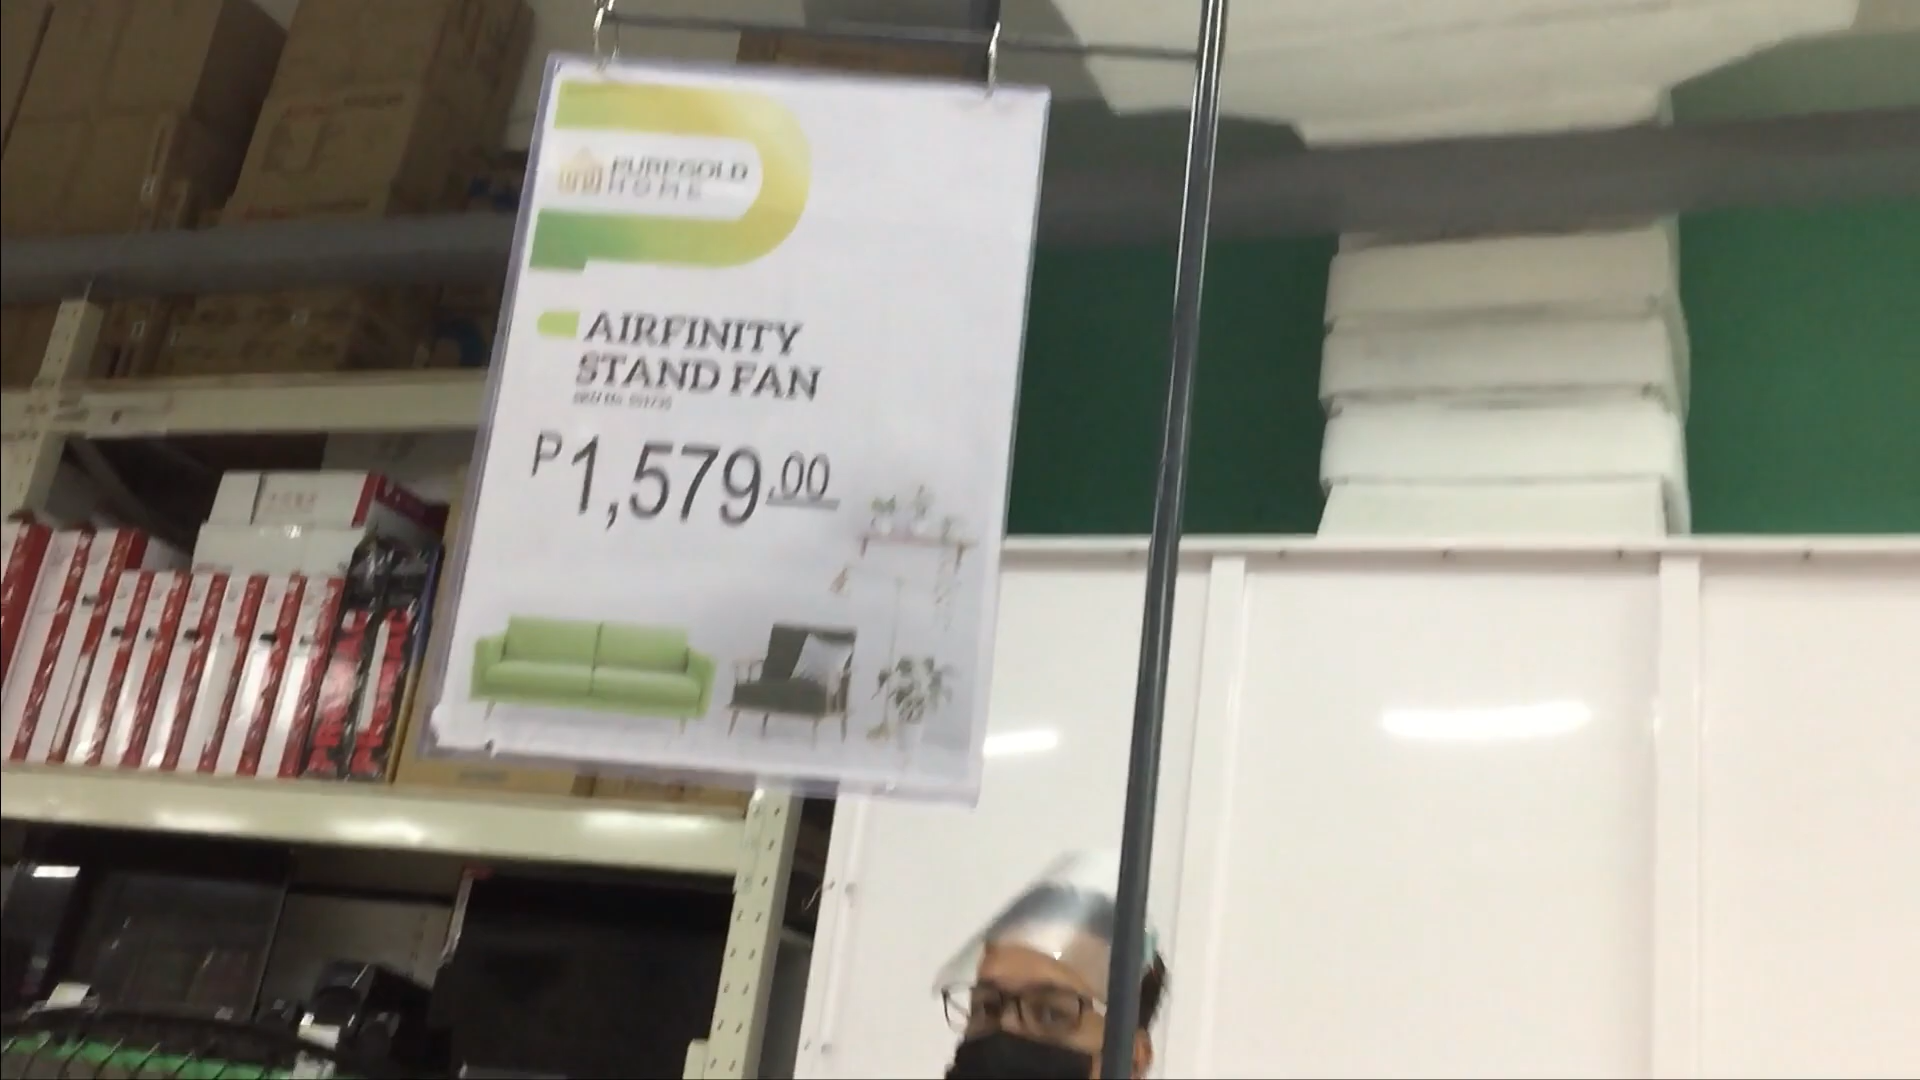 PUREGOLD
HOME
AIRFINITY
STAND FAN
P1,579.00